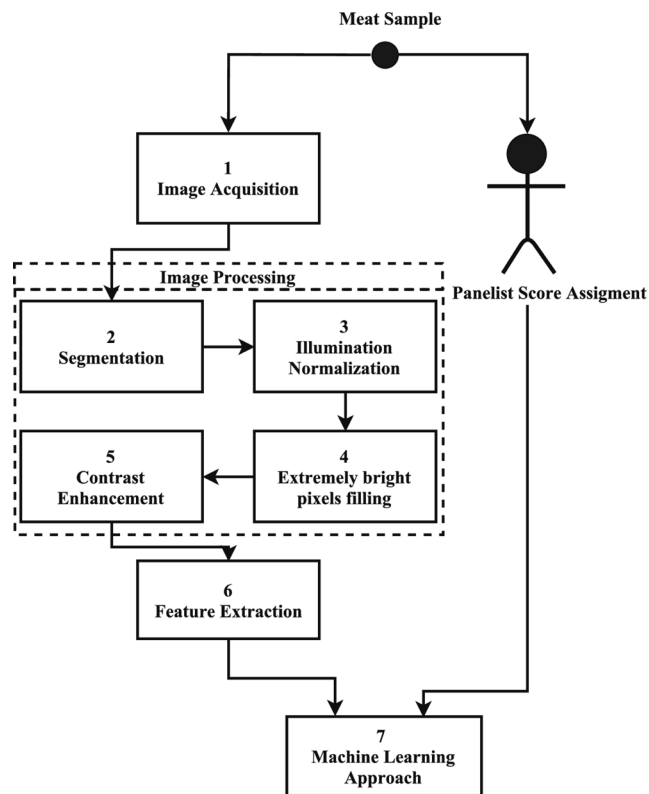 Meat Sample
1
Image Acquisition
Panelist Score Assigment
Image Processing
2
Segmentation
3
Illumination
Normalization
4
Extremely bright
pixels filling
5
Contrast
Enhancement
6
Feature Extraction
7
Machine Learning
Approach